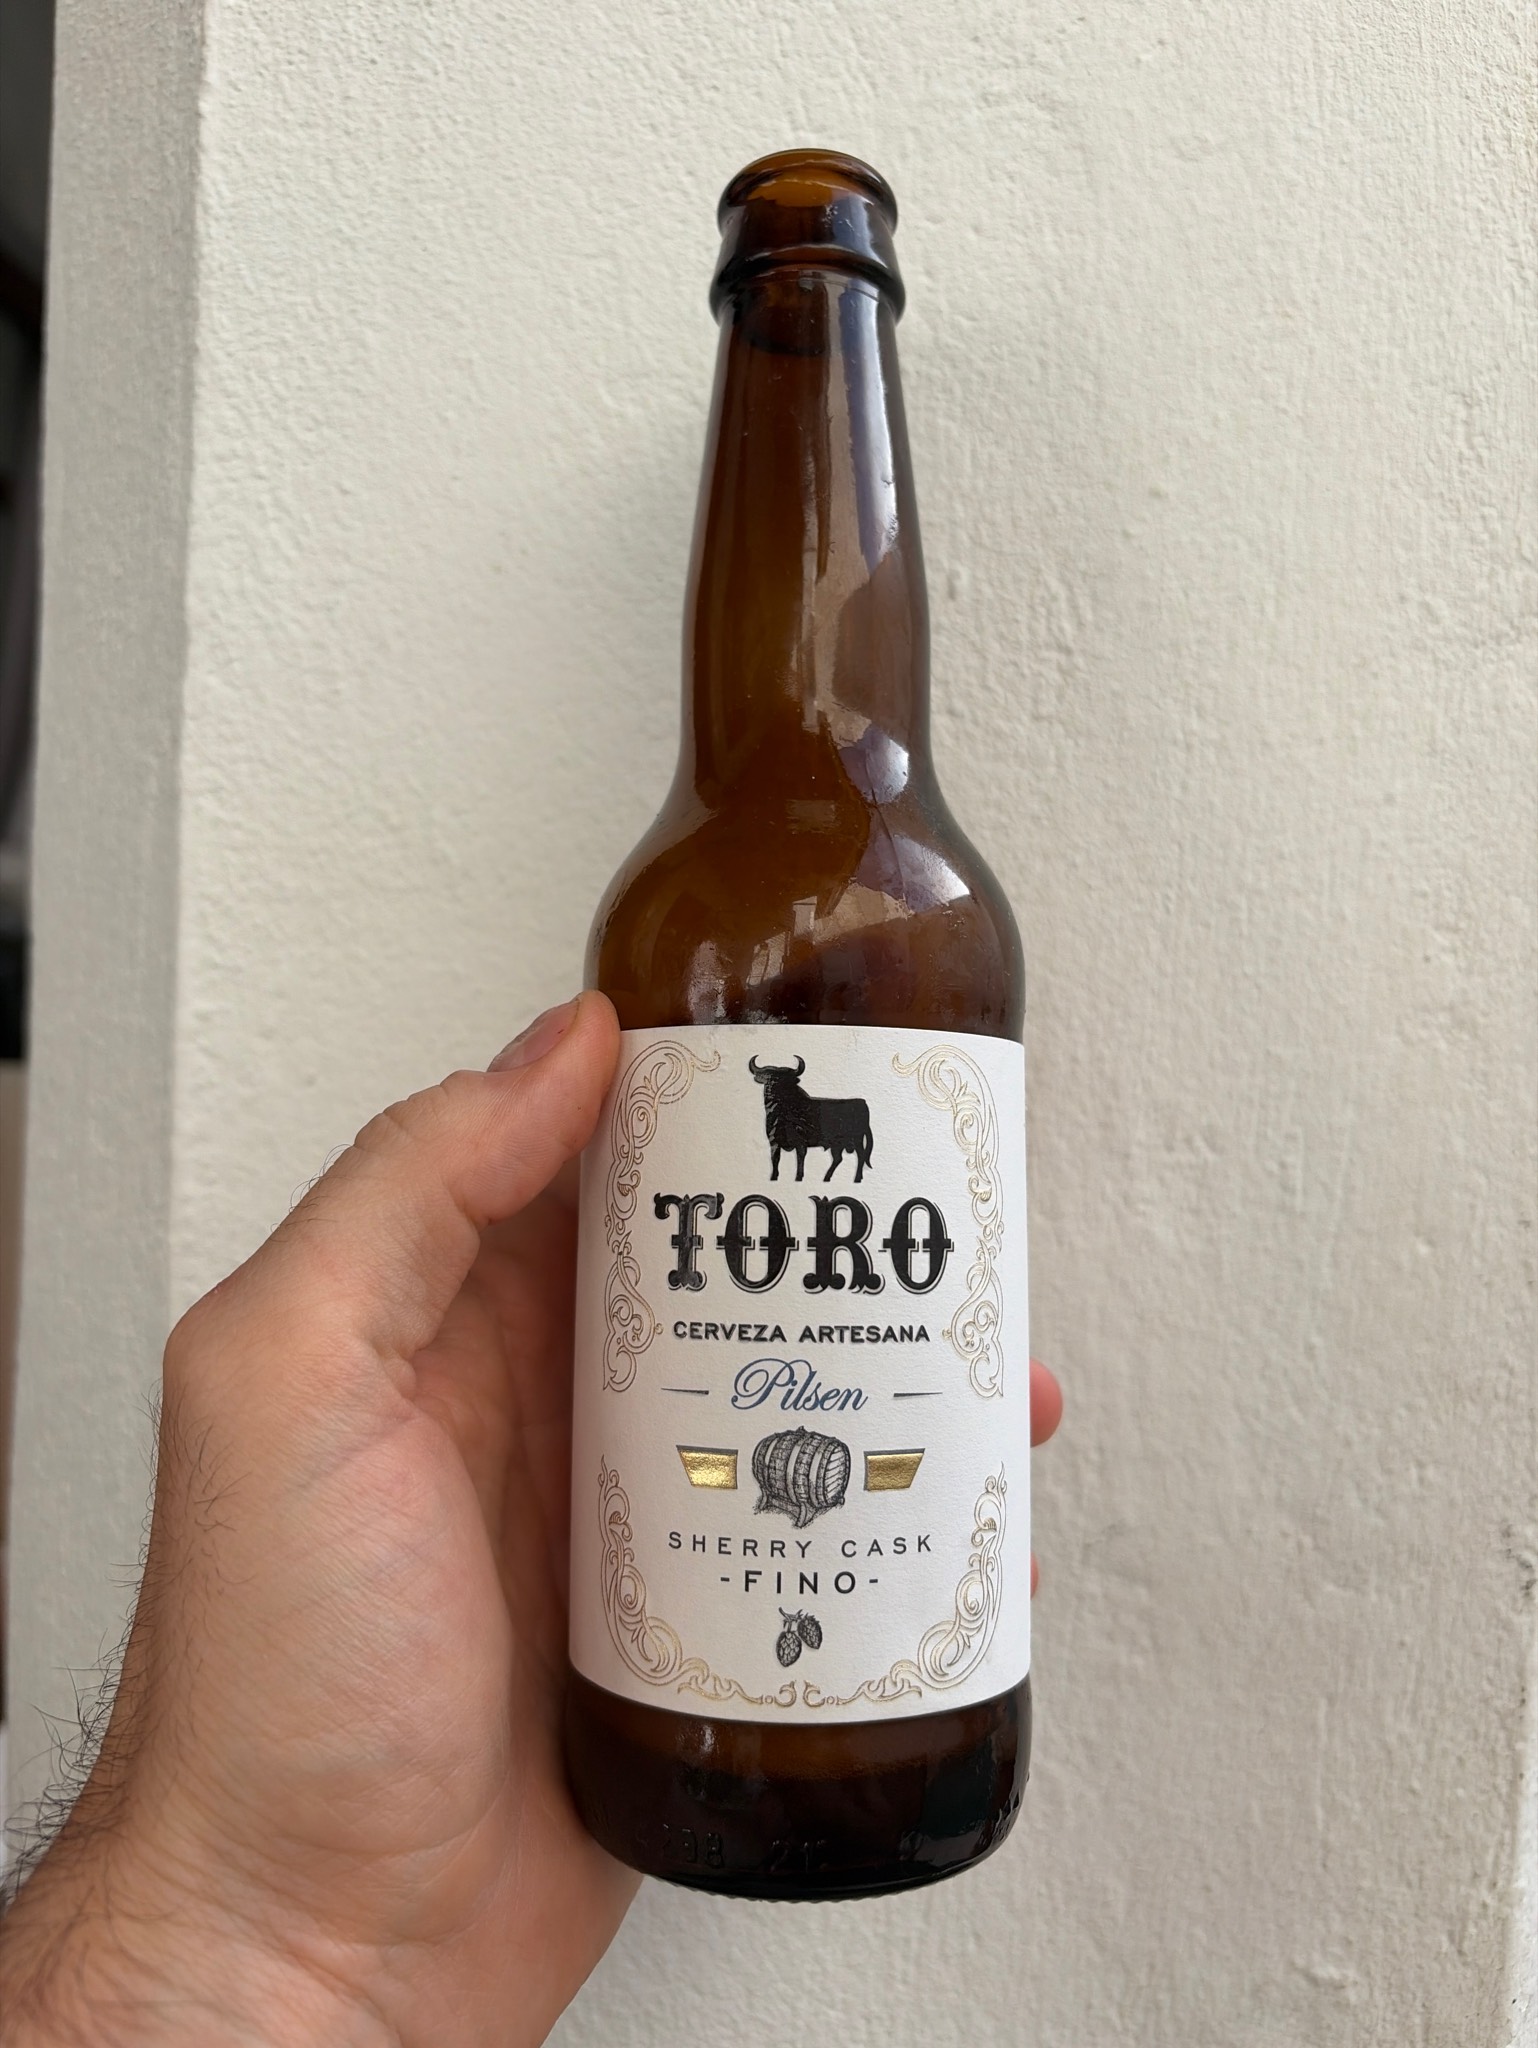 TORO
CERVEZA ARTESANA
Pilsen
SHERRY CASK
-FINO-